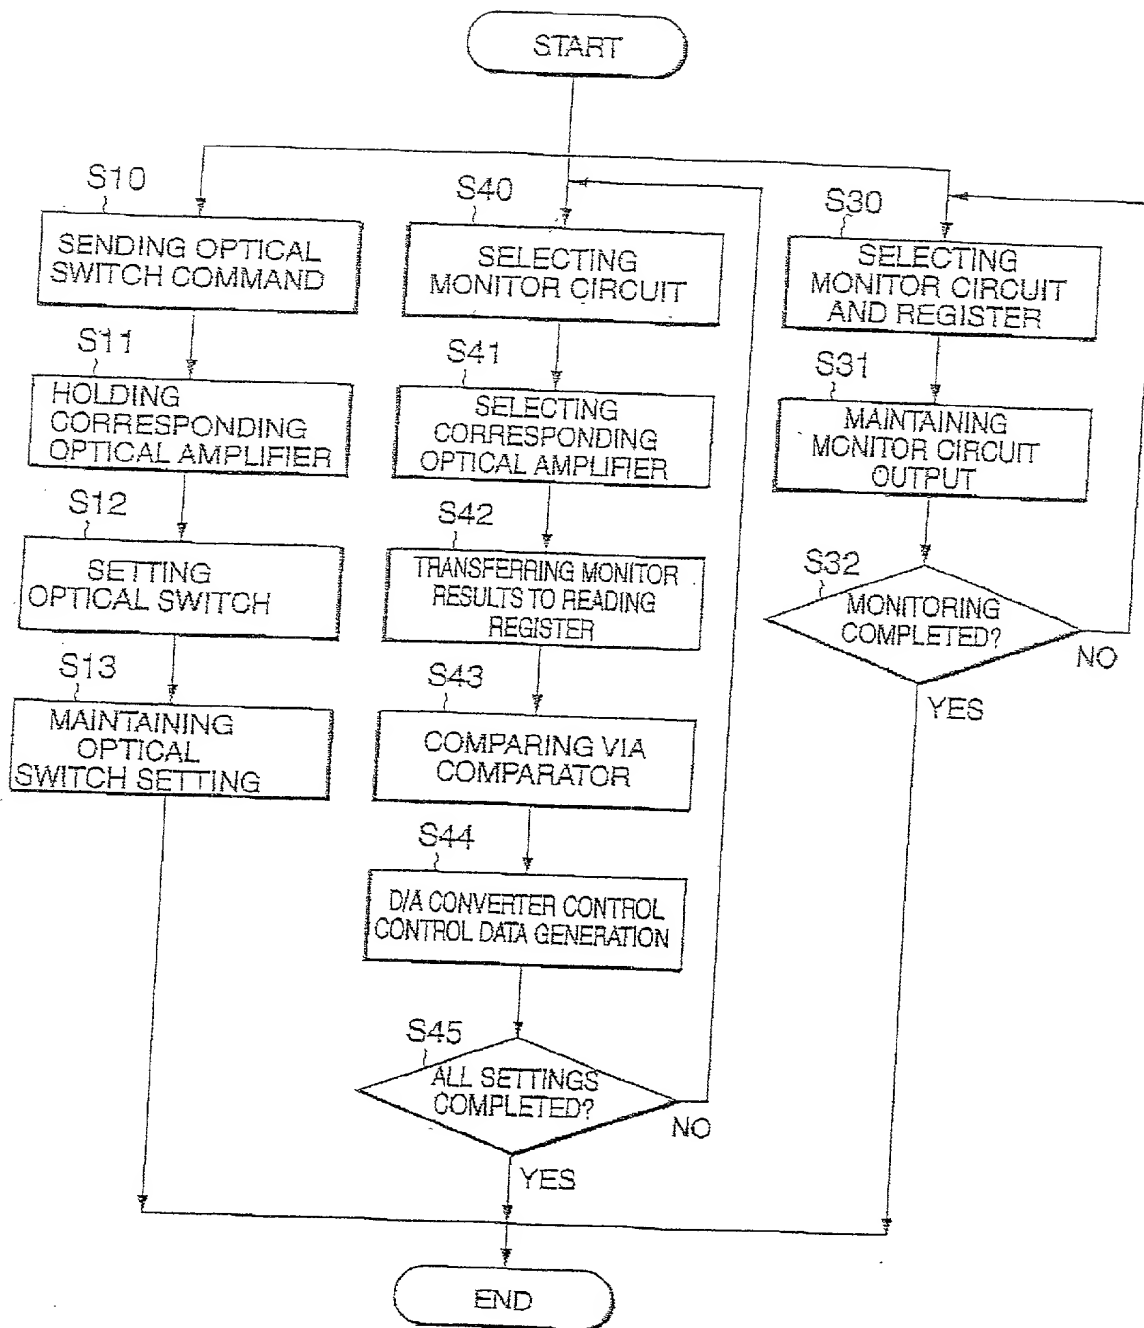 START
S10
SENDING OPTICAL
SWITCH COMMAND
S11
HOLDING
CORRESPONDING
OPTICAL AMPLIFIER
S12
SETTING
OPTICAL SWITCH
S13
MAINTAINING
OPTICAL
SWITCH SETTING
S40
SELECTING
MONITOR CIRCUIT
S41
SELECTING
CORRESPONDING
OPTICAL AMPLIFIER
S42
TRANSFERRING MONITOR
RESULTS TO READING
REGISTER
S43
COMPARING VIA
COMPARATOR
S44
D/A CONVERTER CONTROL
CONTROL DATA GENERATION
S45
ALL SETTINGS
COMPLETED?
NO
YES
S30
SELECTING
MONITOR CIRCUIT
AND REGISTER
S31
MAINTAINING
MONITOR CIRCUIT
OUTPUT
S32
MONITORING
COMPLETED?
NO
YES
END